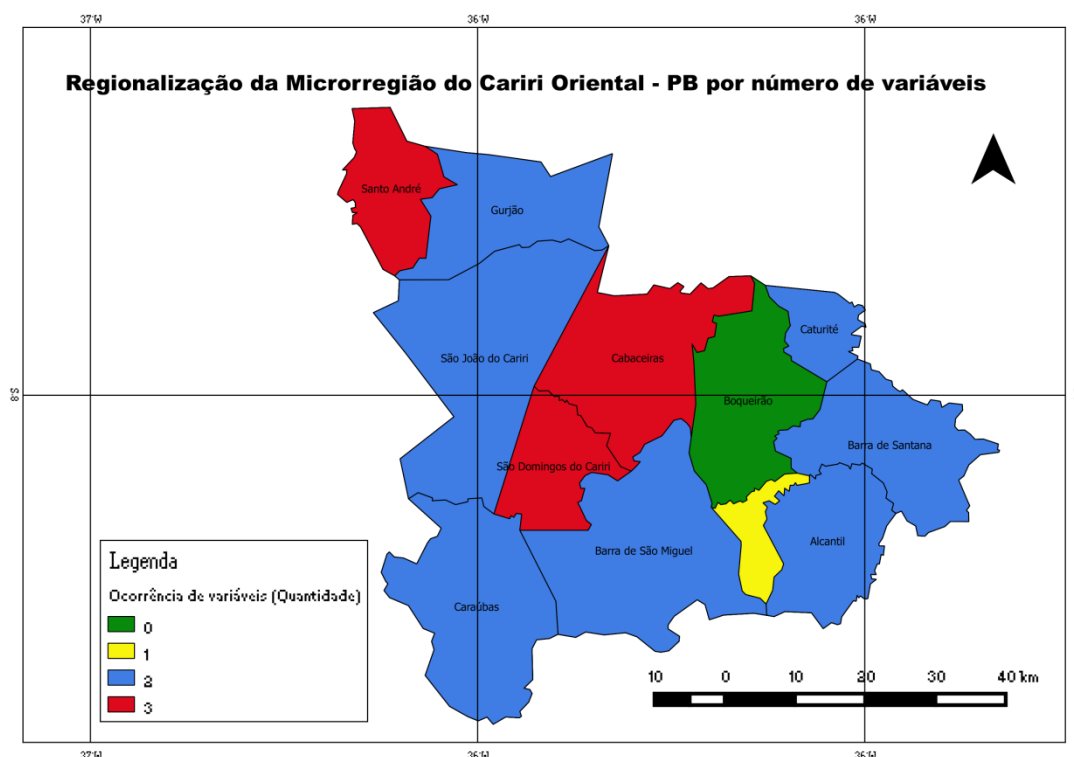 37°W 36°W 36°W
Regionalização da Microrregião do Cariri Oriental - PB por número de variáveis
Santo André
Gurjão
Caturité
São João do Cariri
Cabaceiras
8°S
Boqueirão
Barra de Santana
São Domingos do Cariri
Alcantil
Barra de São Miguel
Caraúbas
Legenda
Ocorrência de variáveis (Quantidade)
0
1
2
3
10 0 10 20 30 40 km
37°W 36°W 36°W